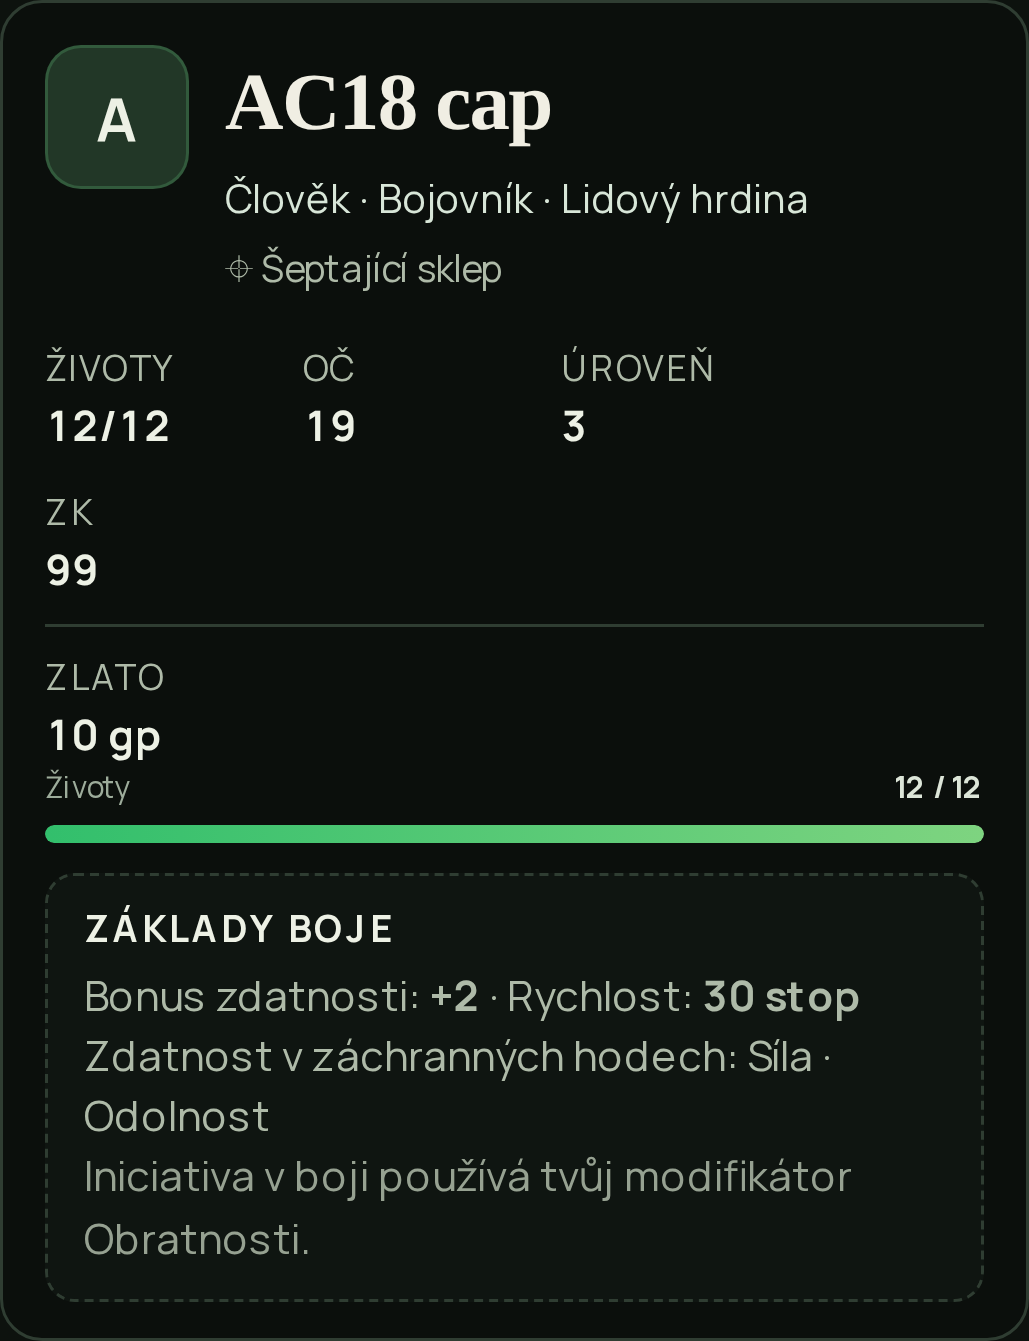 A
AC18 cap
Člověk · Bojovník · Lidový hrdina
⌖ Šeptající sklep
ŽIVOTY OČ ÚROVEŇ
12/12 19 3
ZK
99
ZLATO
10 gp
Životy 12 / 12
ZÁKLADY BOJE
Bonus zdatnosti: +2 · Rychlost: 30 stop
Zdatnost v záchranných hodech: Síla ·
Odolnost
Iniciativa v boji používá tvůj modifikátor
Obratnosti.